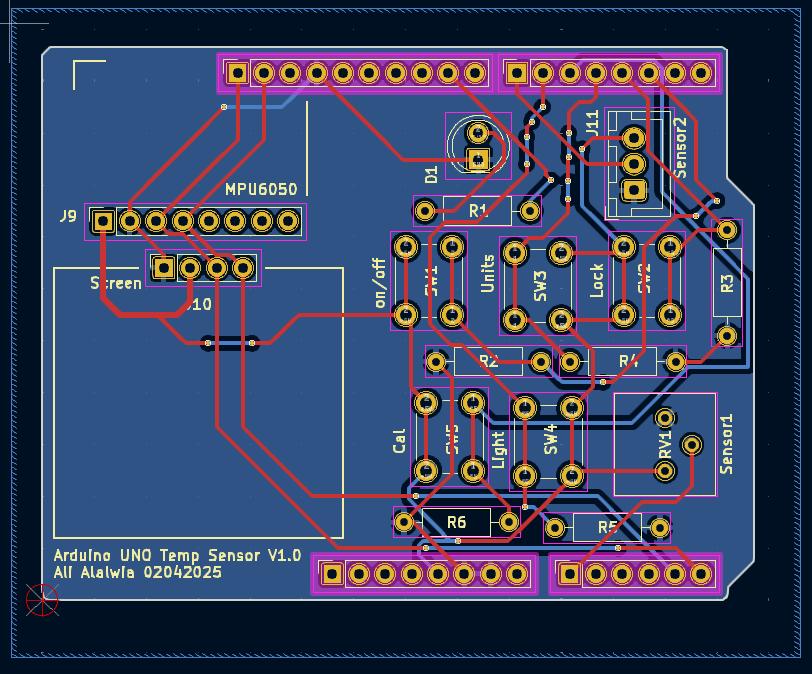 J11
Sensor2
D1
MPU6050
J9
R1
Screen
J10
on/off
SW1
Units
SW3
Lock
SW2
R3
R2
R4
Cal
SW5
Light
SW4
RV1
Sensor1
R6
R5
Arduino UNO Temp Sensor V1.0
Ali Alalwia 02042025